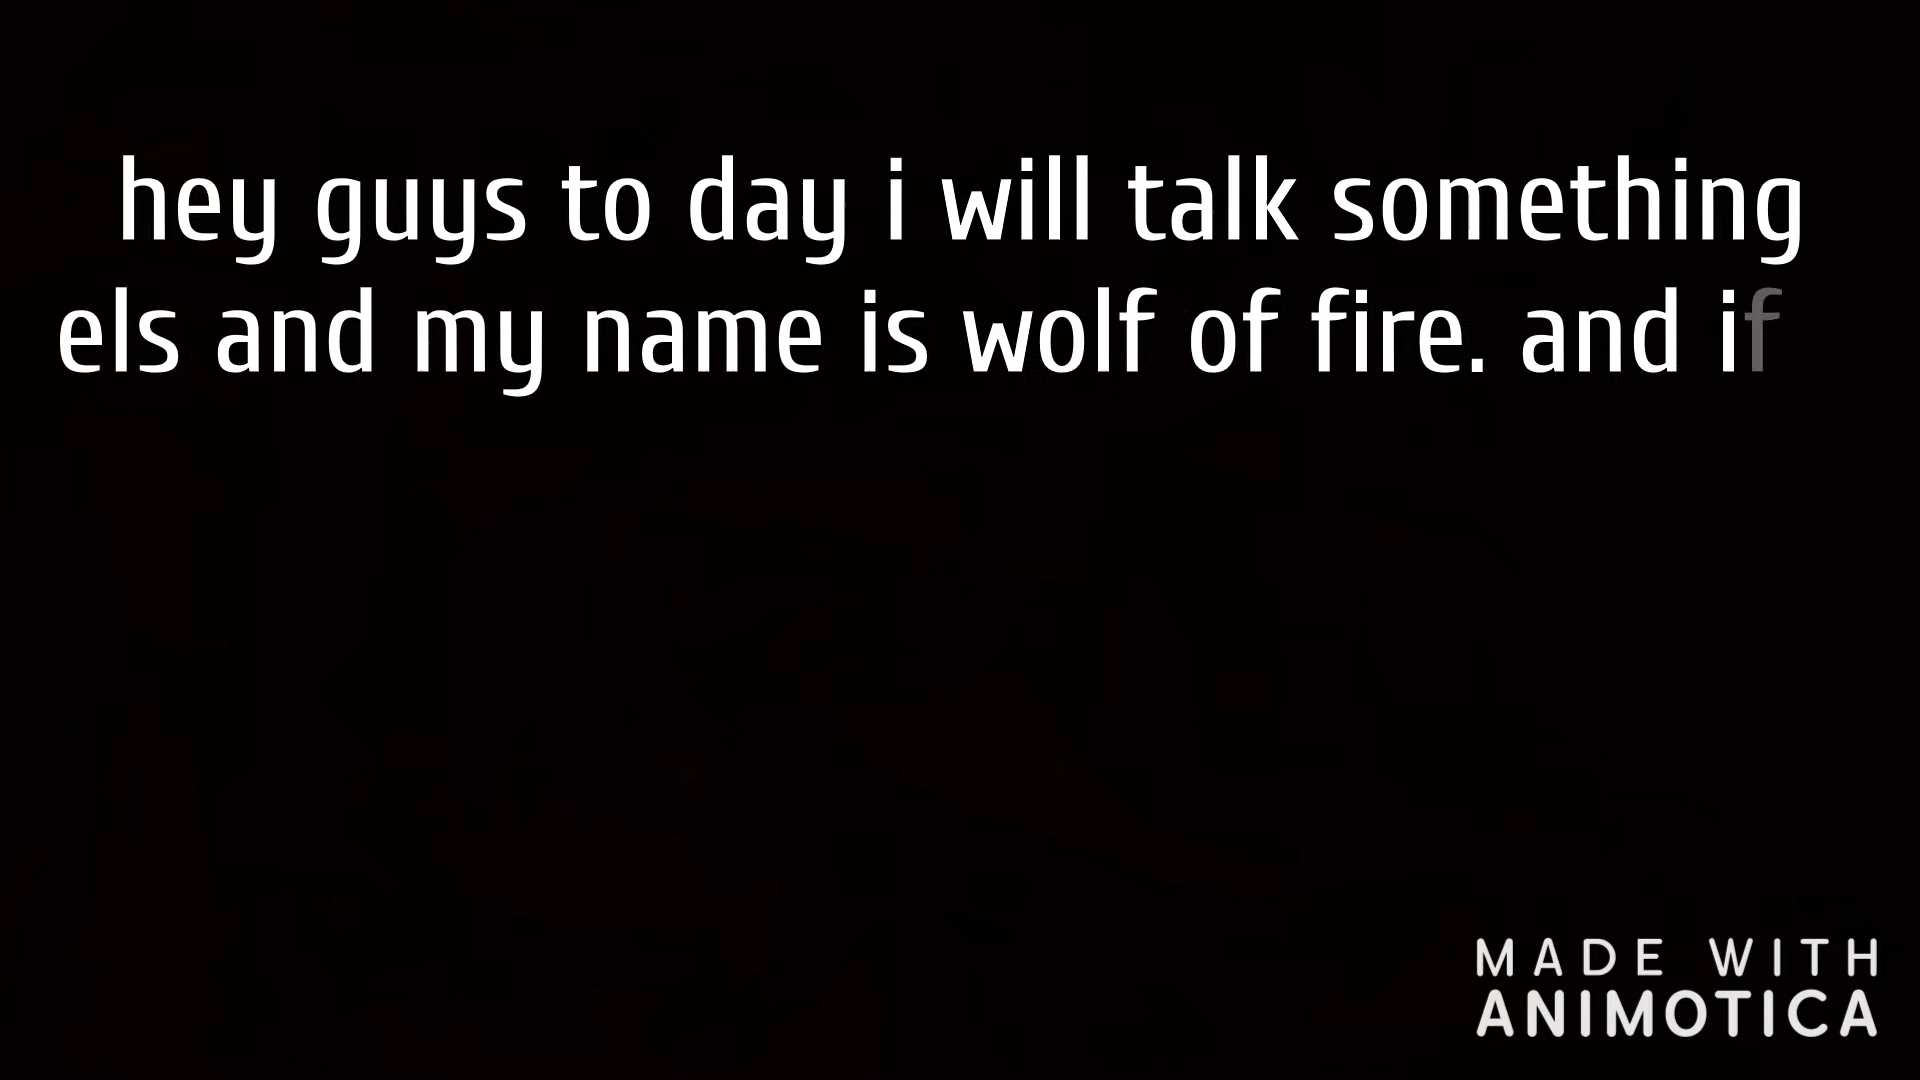 hey guys to day i will talk something
els and my name is wolf of fire. and if
MADE WITH
ANIMOTICA